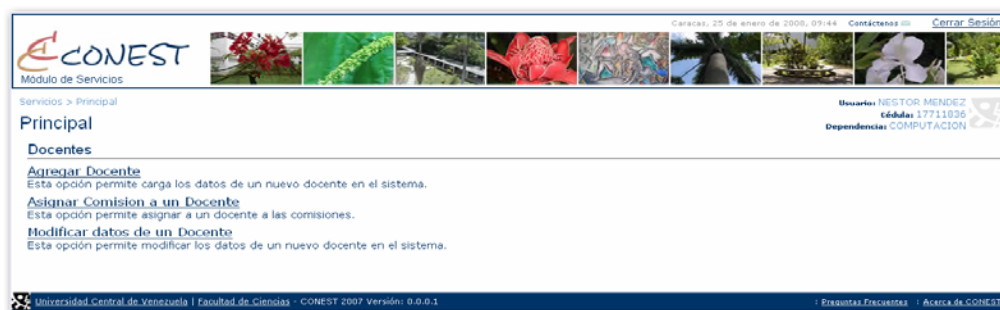 Caracas, 25 de enero de 2008, 09:44 Contáctenos Cerrar Sesión
CONEST
Módulo de Servicios
Servicios > Principal
Usuario: NESTOR MENDEZ
Cédula: 17711036
Dependencia: COMPUTACION
Principal
Docentes
Agregar Docente
Esta opción permite carga los datos de un nuevo docente en el sistema.
Asignar Comision a un Docente
Esta opción permite asignar a un docente a las comisiones.
Modificar datos de un Docente
Esta opción permite modificar los datos de un nuevo docente en el sistema.
Universidad Central de Venezuela | Facultad de Ciencias - CONEST 2007 Versión: 0.0.0.1
: Preguntas Frecuentes : Acerca de CONEST